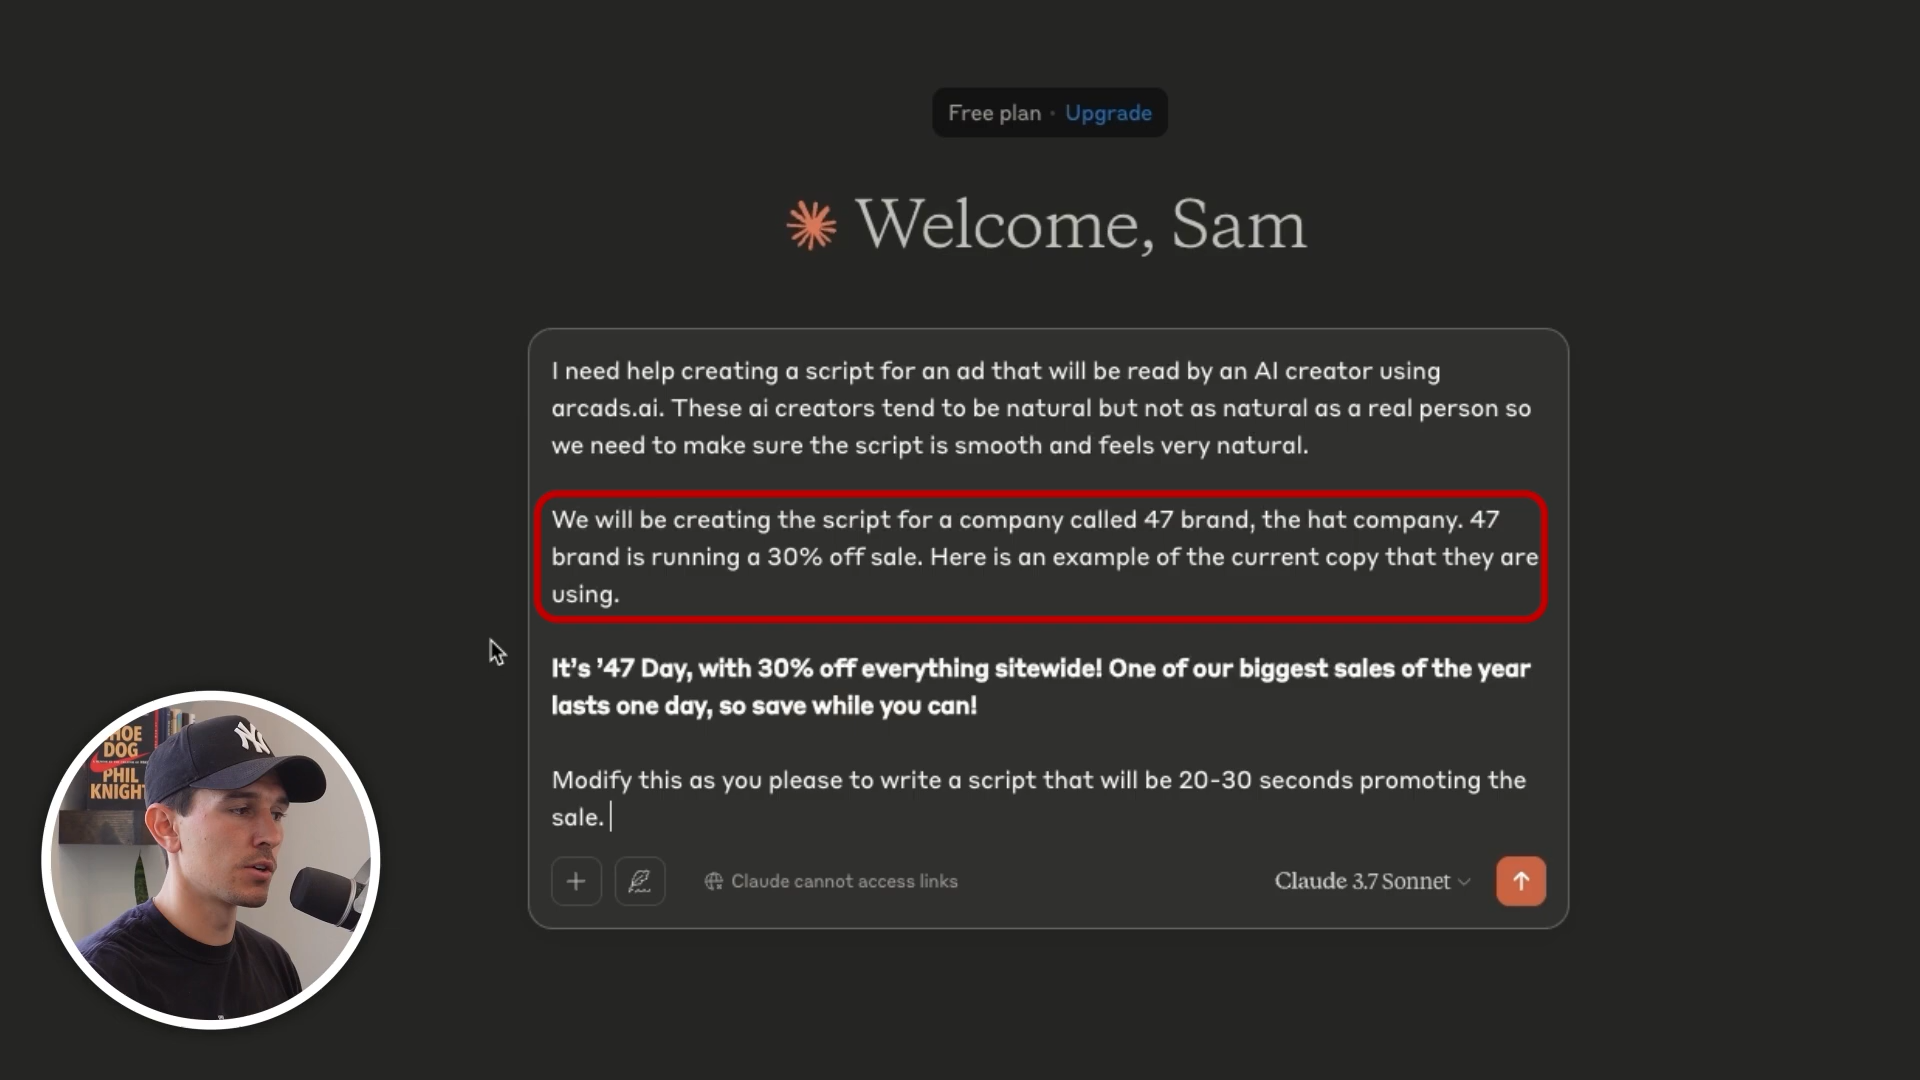 Free plan · Upgrade
Welcome, Sam
I need help creating a script for an ad that will be read by an AI creator using
arcads.ai. These ai creators tend to be natural but not as natural as a real person so
we need to make sure the script is smooth and feels very natural.
We will be creating the script for a company called 47 brand, the hat company. 47
brand is running a 30% off sale. Here is an example of the current copy that they are
using.
It's '47 Day, with 30% off everything sitewide! One of our biggest sales of the year
lasts one day, so save while you can!
Modify this as you please to write a script that will be 20-30 seconds promoting the
sale.
Claude cannot access links
Claude 3.7 Sonnet
HOE
DOG
PHIL
KNIGHT
NY